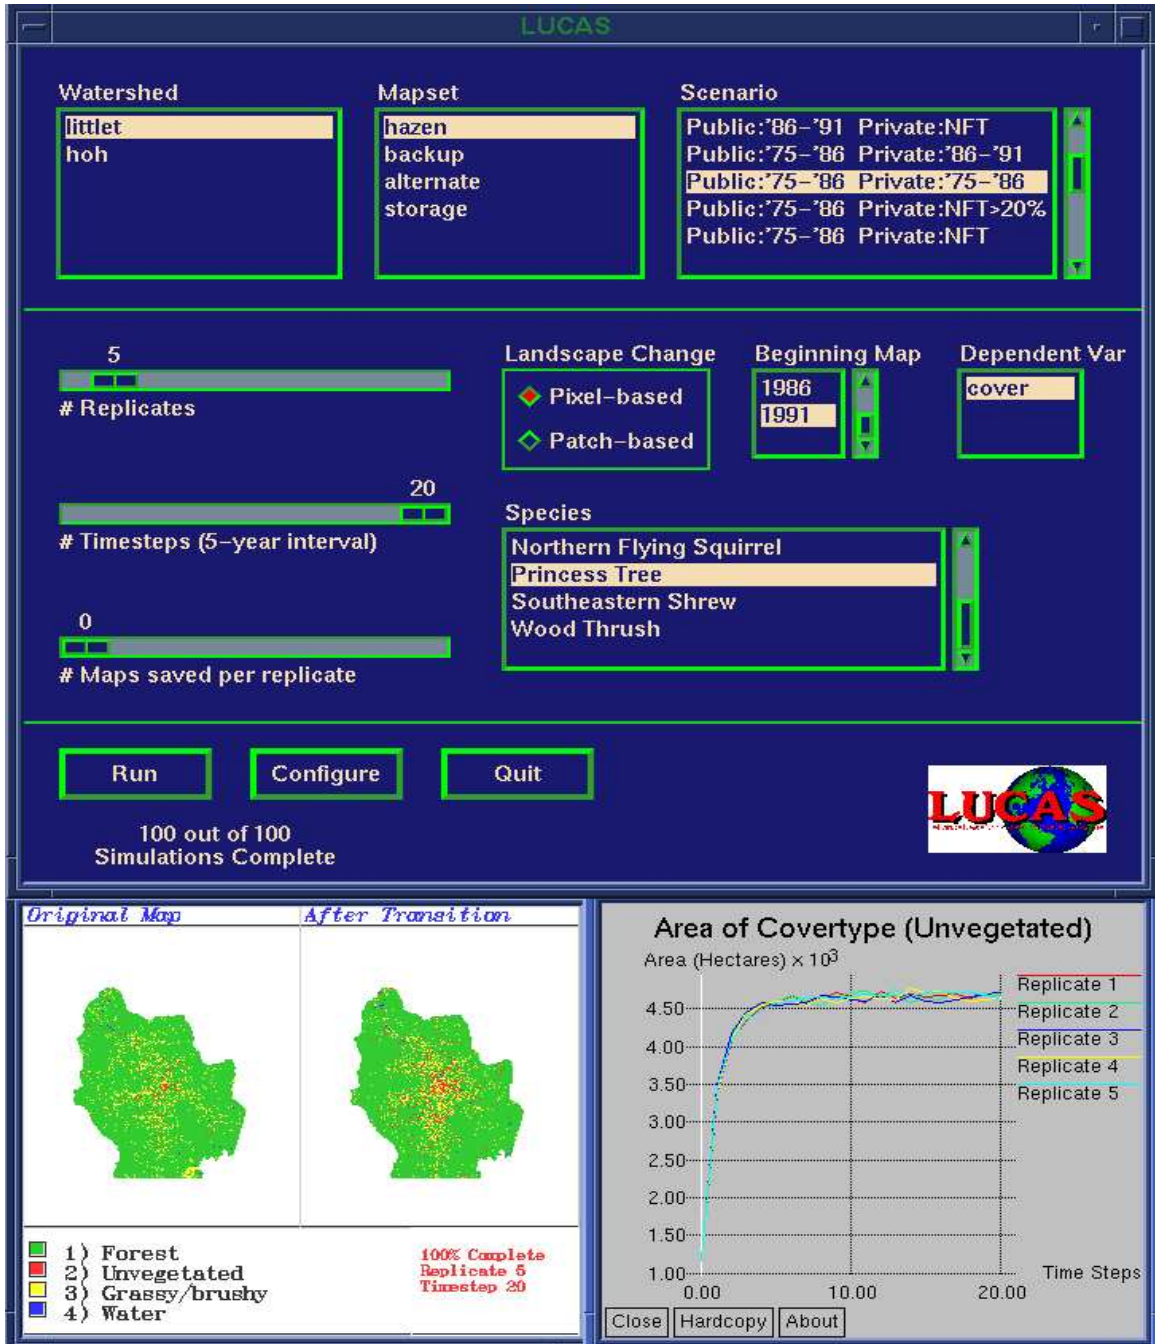 LUCAS
Watershed
littlet
hoh
Mapset
hazen
backup
alternate
storage
Scenario
Public:'86-'91 Private:NFT
Public:'75-'86 Private:'86-'91
Public:'75-'86 Private:'75-'86
Public:'75-'86 Private:NFT>20%
Public:'75-'86 Private:NFT
5
# Replicates
20
# Timesteps (5-year interval)
0
# Maps saved per replicate
Landscape Change
Pixel-based
Patch-based
Beginning Map
1986
1991
Dependent Var
cover
Species
Northern Flying Squirrel
Princess Tree
Southeastern Shrew
Wood Thrush
Run
Configure
Quit
100 out of 100
Simulations Complete
LUCAS
Original Map
After Transition
1) Forest
2) Unvegetated
3) Grassy/brushy
4) Water
100% Complete
Replicate 5
Timestep 20
Area of Covertype (Unvegetated)
Area (Hectares) x 10³
4.50
4.00
3.50
3.00
2.50
2.00
1.50
1.00
0.00
10.00
20.00
Time Steps
Replicate 1
Replicate 2
Replicate 3
Replicate 4
Replicate 5
Close
Hardcopy
About